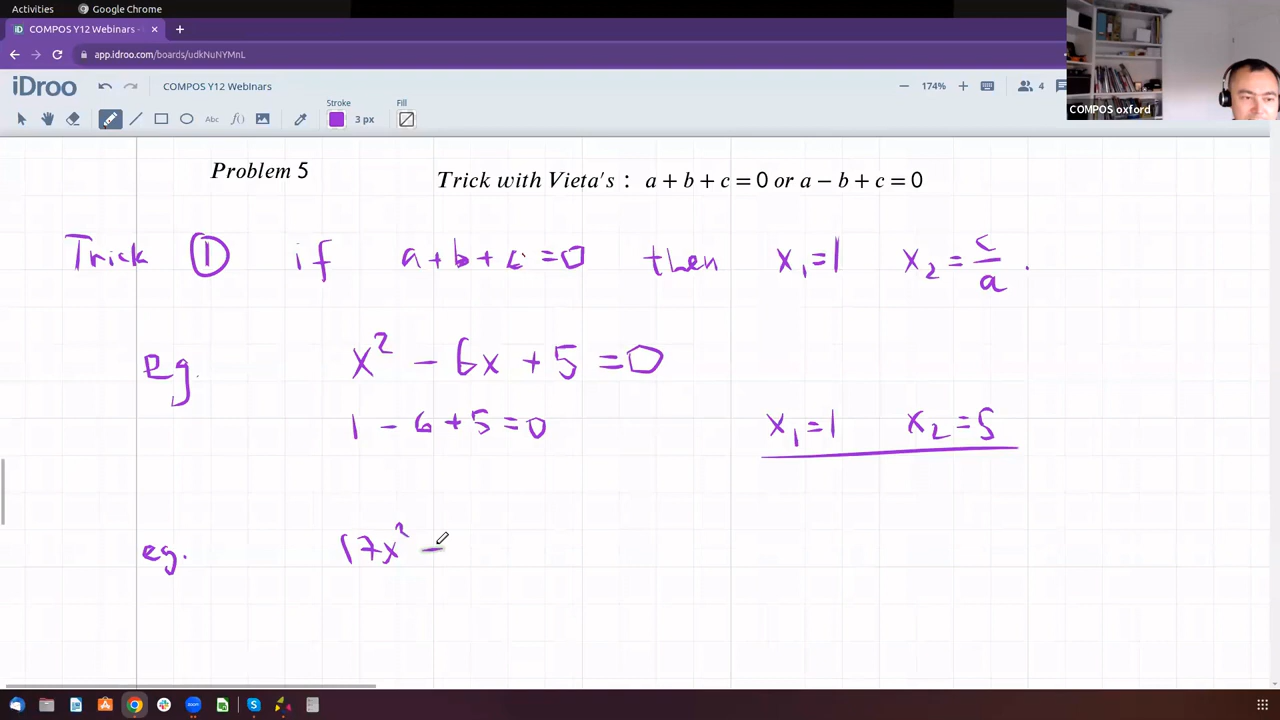 Activities Google Chrome
COMPOS Y12 Webinars -
app.idroo.com/boards/udkNuNYMnL
iDroo COMPOS Y12 Webinars 174% 4
Stroke Fill
Abc f() 3 px
COMPOS oxford
Problem 5
Trick with Vieta's : a + b + c = 0 or a − b + c = 0
Trick ① if a+b+c=0 then x₁=1 x₂=c/a.
eg. x² − 6x + 5 = 0
1 − 6 + 5 = 0 x₁=1 x₂=5
eg. 17x² −